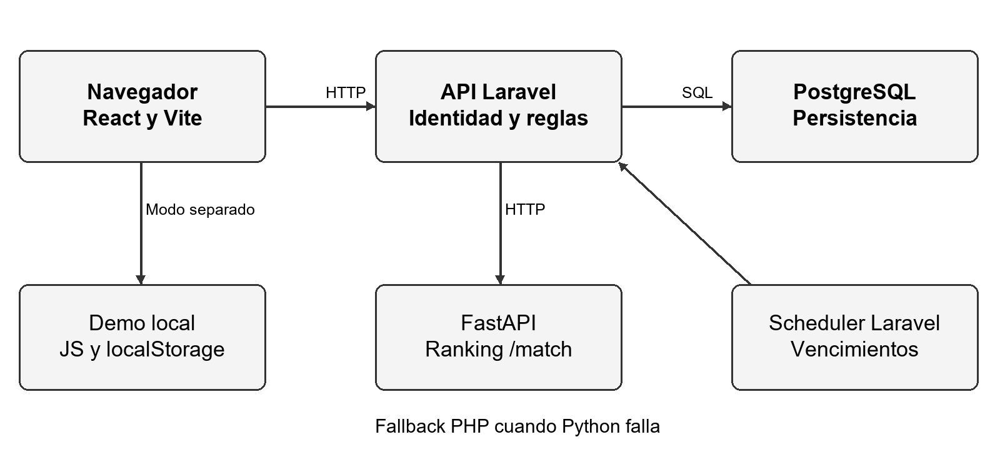 Navegador
React y Vite
HTTP
API Laravel
Identidad y reglas
SQL
PostgreSQL
Persistencia
Modo separado
HTTP
Demo local
JS y localStorage
FastAPI
Ranking /match
Scheduler Laravel
Vencimientos
Fallback PHP cuando Python falla